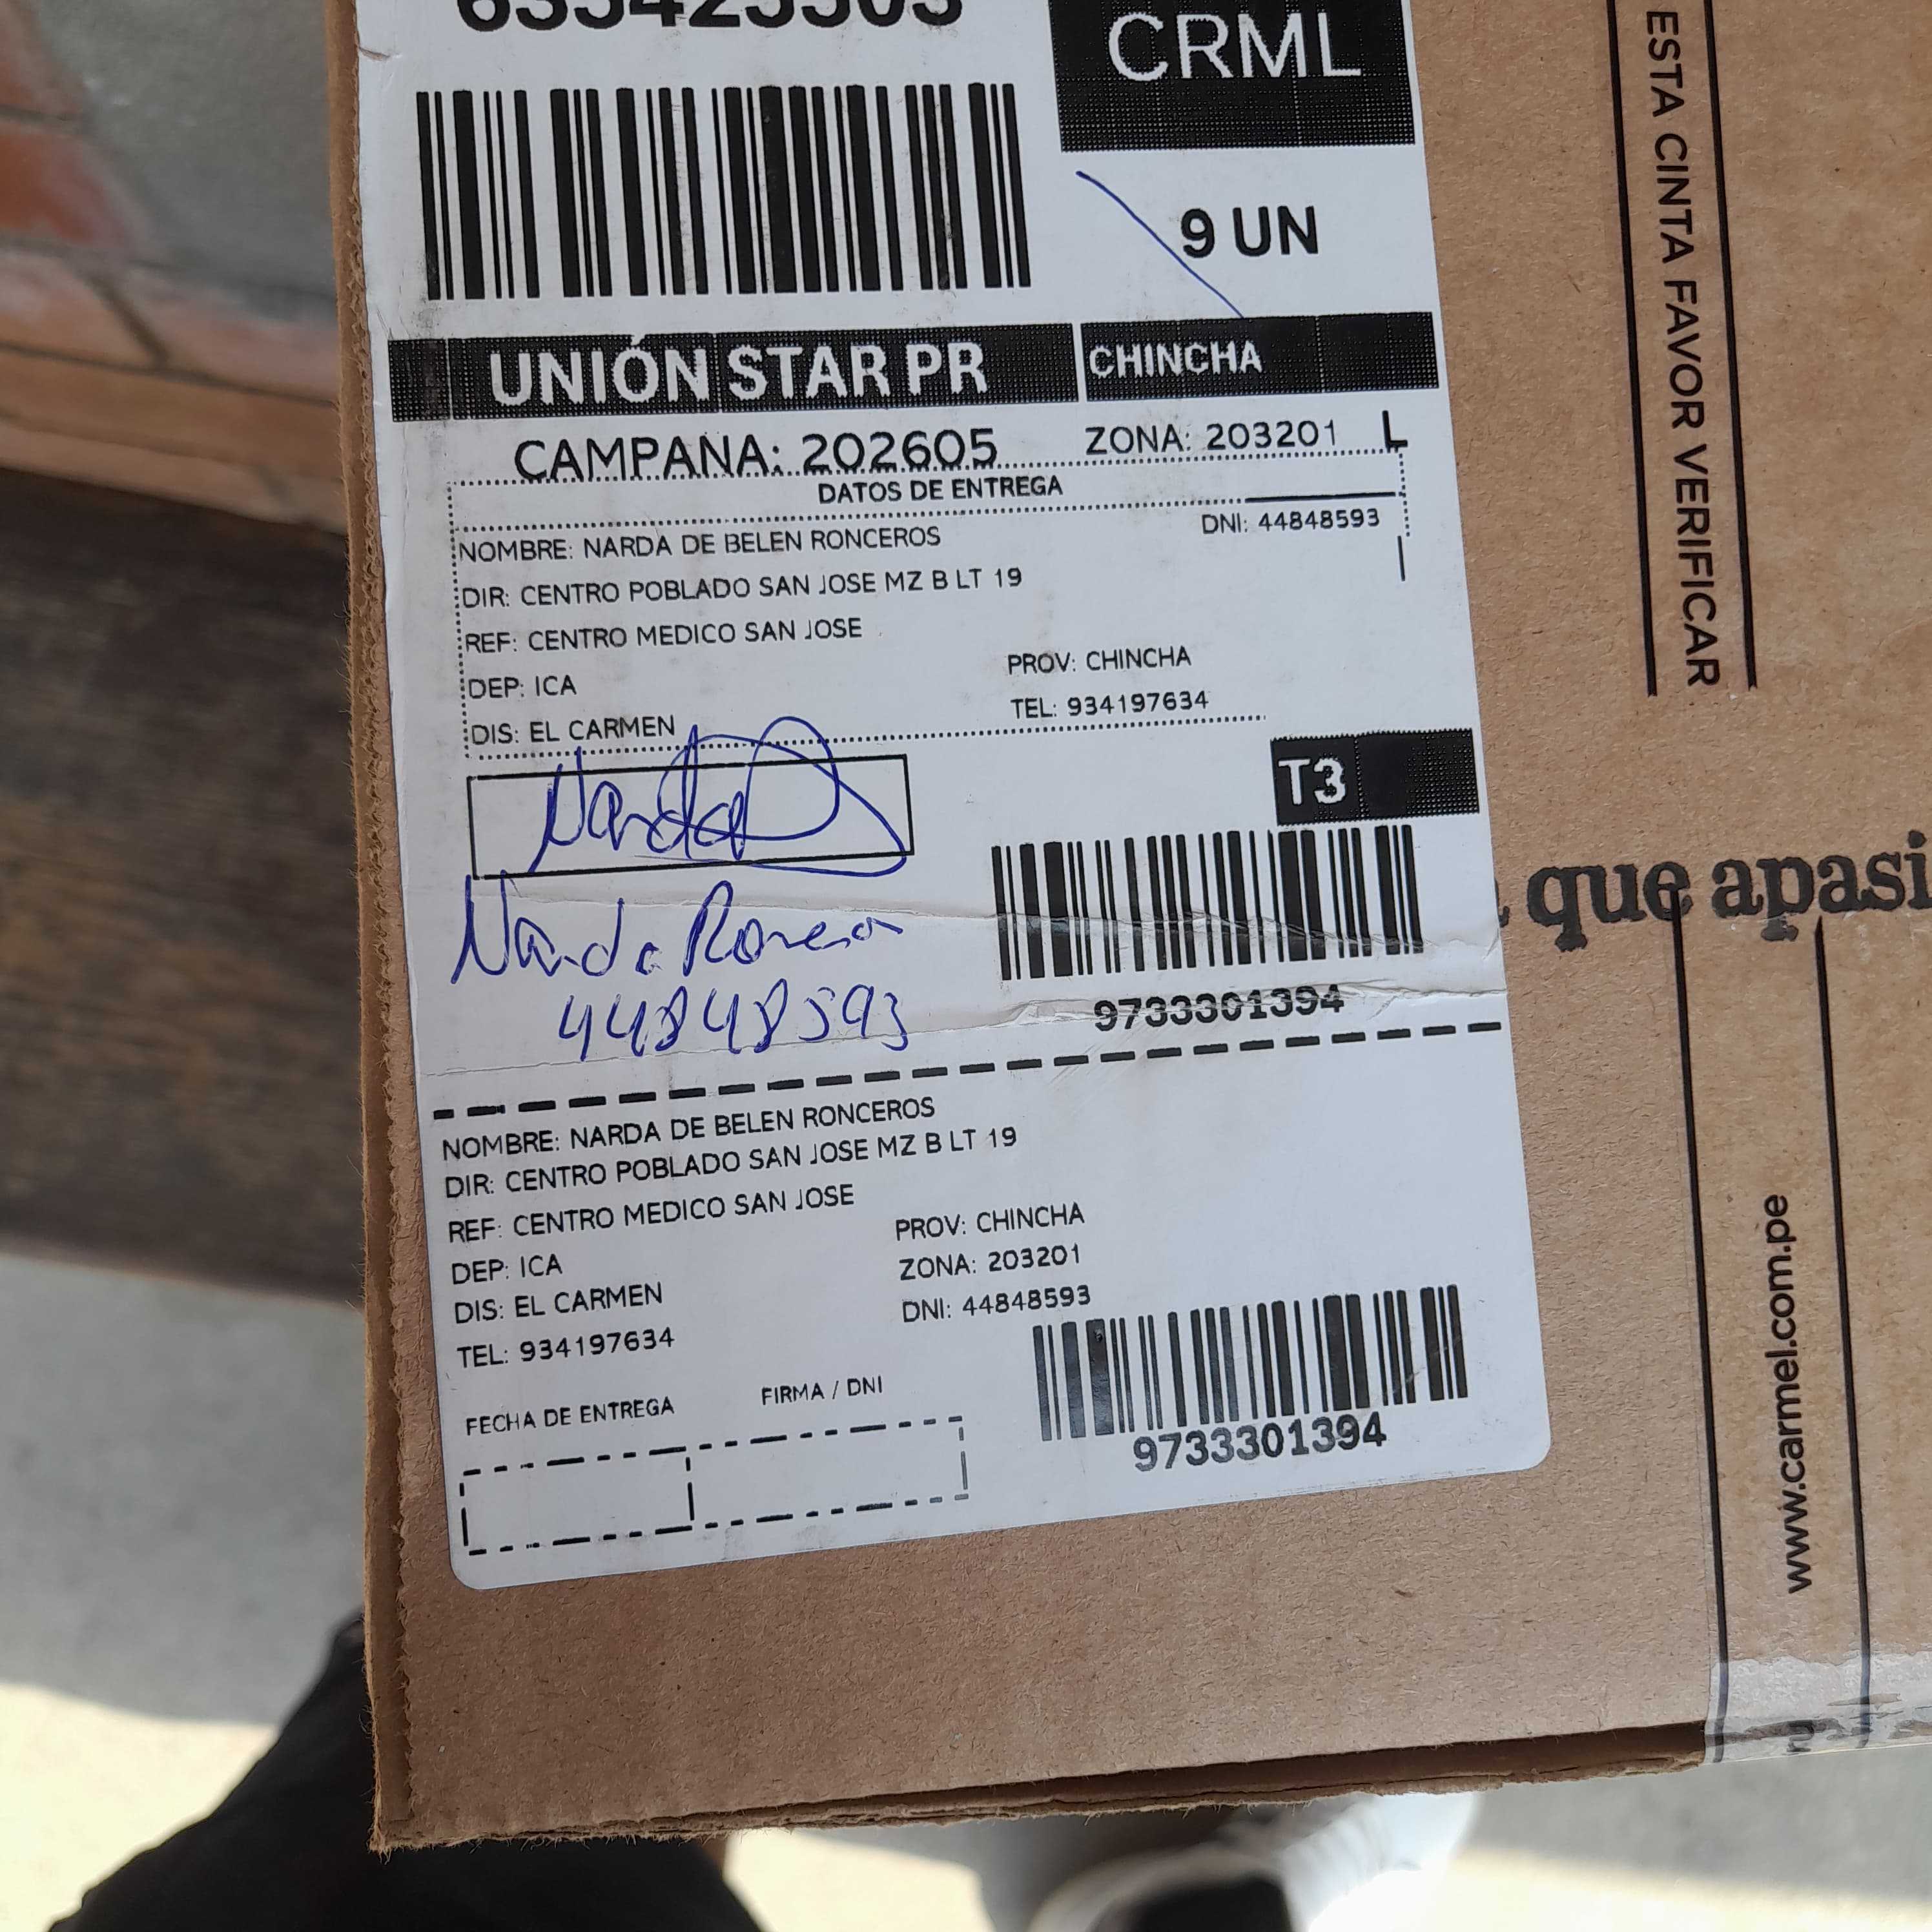 CRML
9 UN
UNIÓN STAR PR
CHINCHA
CAMPANA: 202605
ZONA: 203201
L
DATOS DE ENTREGA
NOMBRE: NARDA DE BELEN RONCEROS
DNI: 44848593
DIR: CENTRO POBLADO SAN JOSE MZ B LT 19
REF: CENTRO MEDICO SAN JOSE
DEP: ICA
PROV: CHINCHA
DIS: EL CARMEN
TEL: 934197634
Narda
T3
Narda
44848593
9733301394
NOMBRE: NARDA DE BELEN RONCEROS
DIR: CENTRO POBLADO SAN JOSE MZ B LT 19
REF: CENTRO MEDICO SAN JOSE
DEP: ICA
PROV: CHINCHA
DIS: EL CARMEN
ZONA: 203201
TEL: 934197634
DNI: 44848593
FECHA DE ENTREGA
FIRMA / DNI
9733301394
ESTA CINTA FAVOR VERIFICAR
que apasi
www.carmel.com.pe